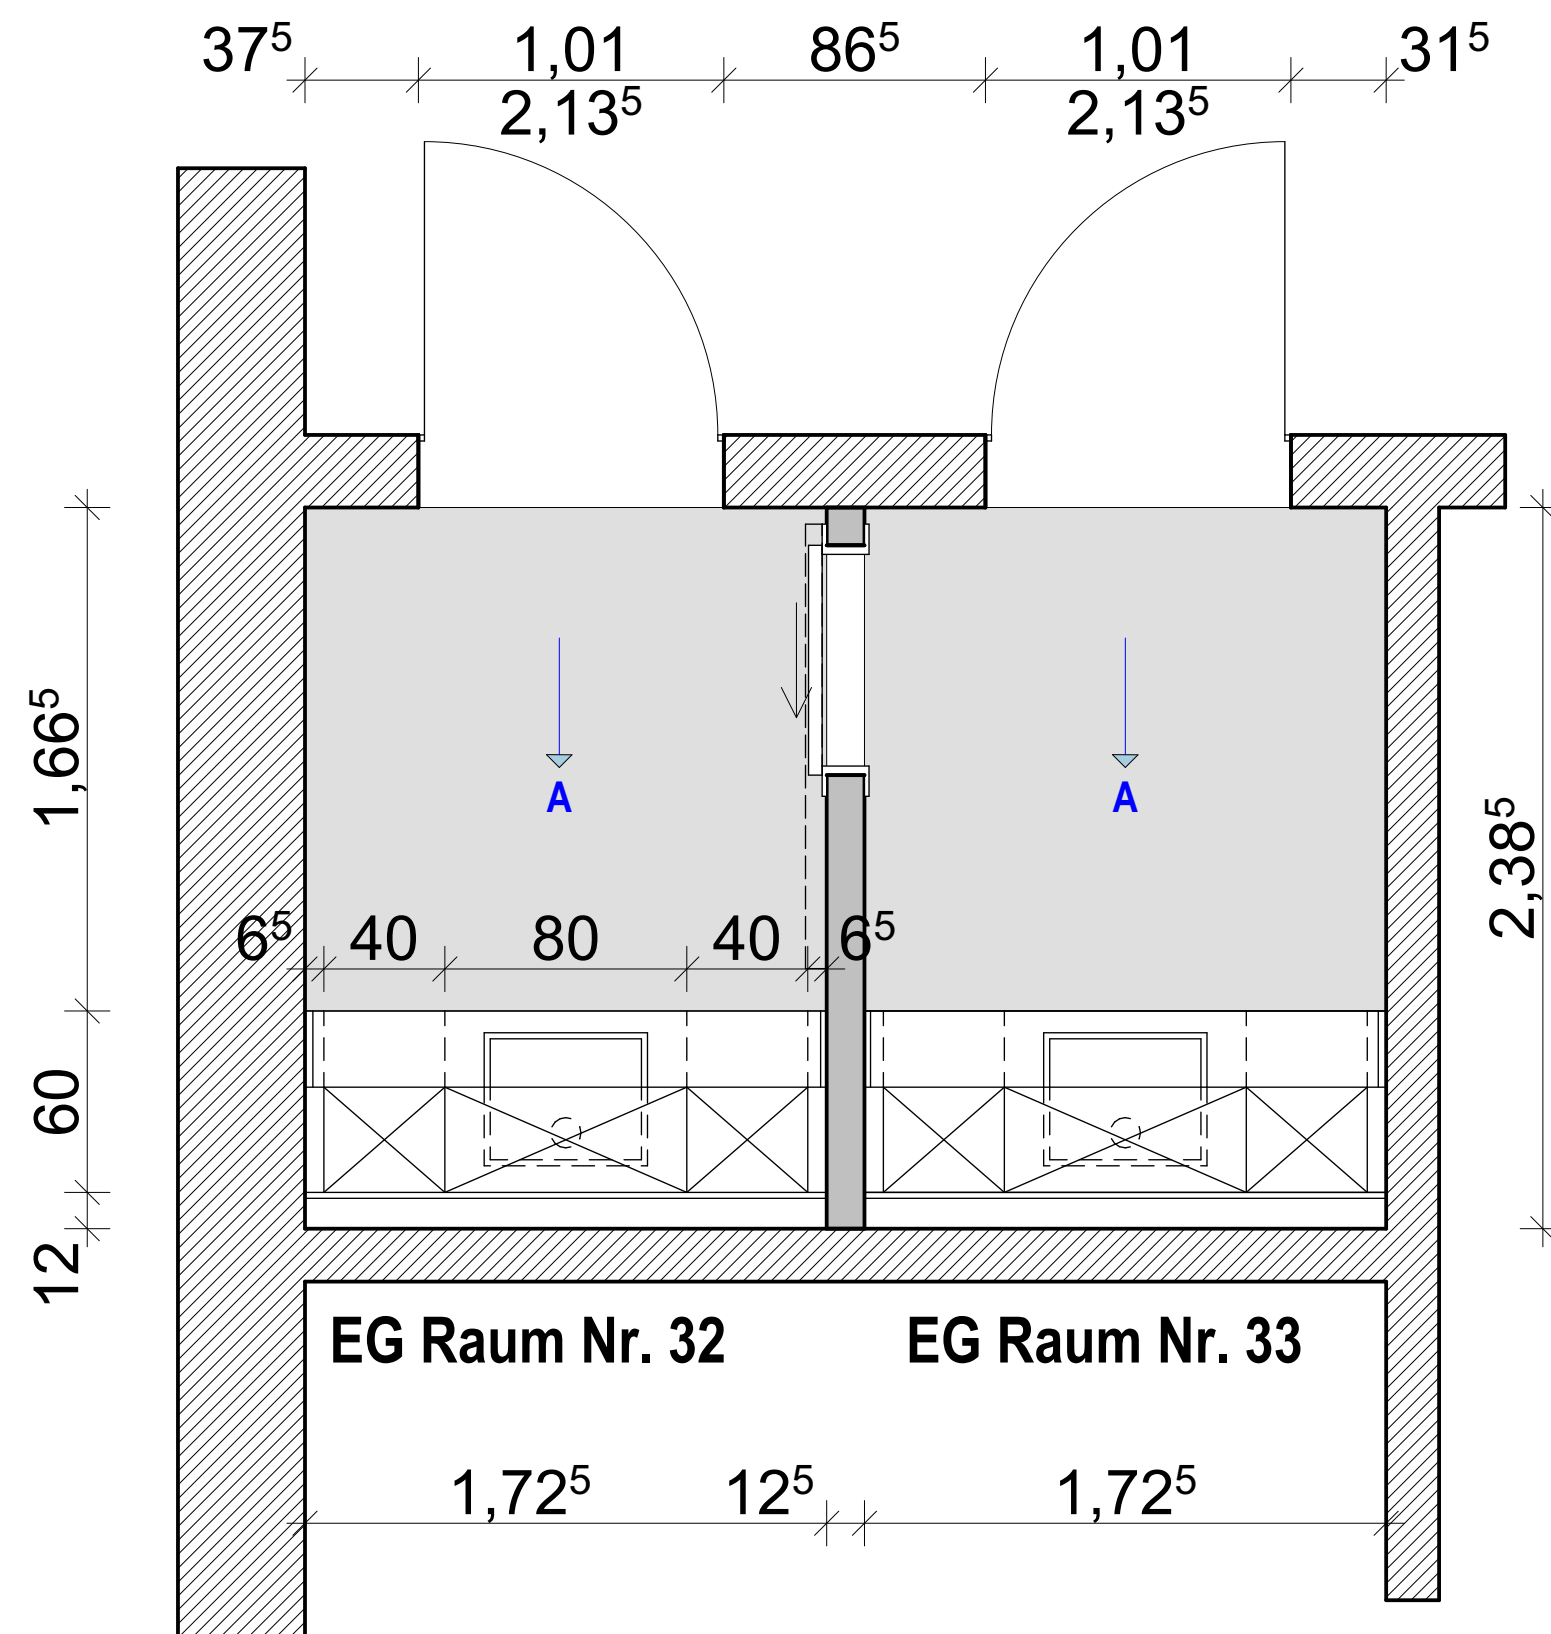 37⁵ 1,01 86⁵ 1,01 31⁵
2,13⁵ 2,13⁵
1,66⁵
A A
2,38⁵
6⁵ 40 80 40 6⁵
60
12
EG Raum Nr. 32 EG Raum Nr. 33
1,72⁵ 12⁵ 1,72⁵